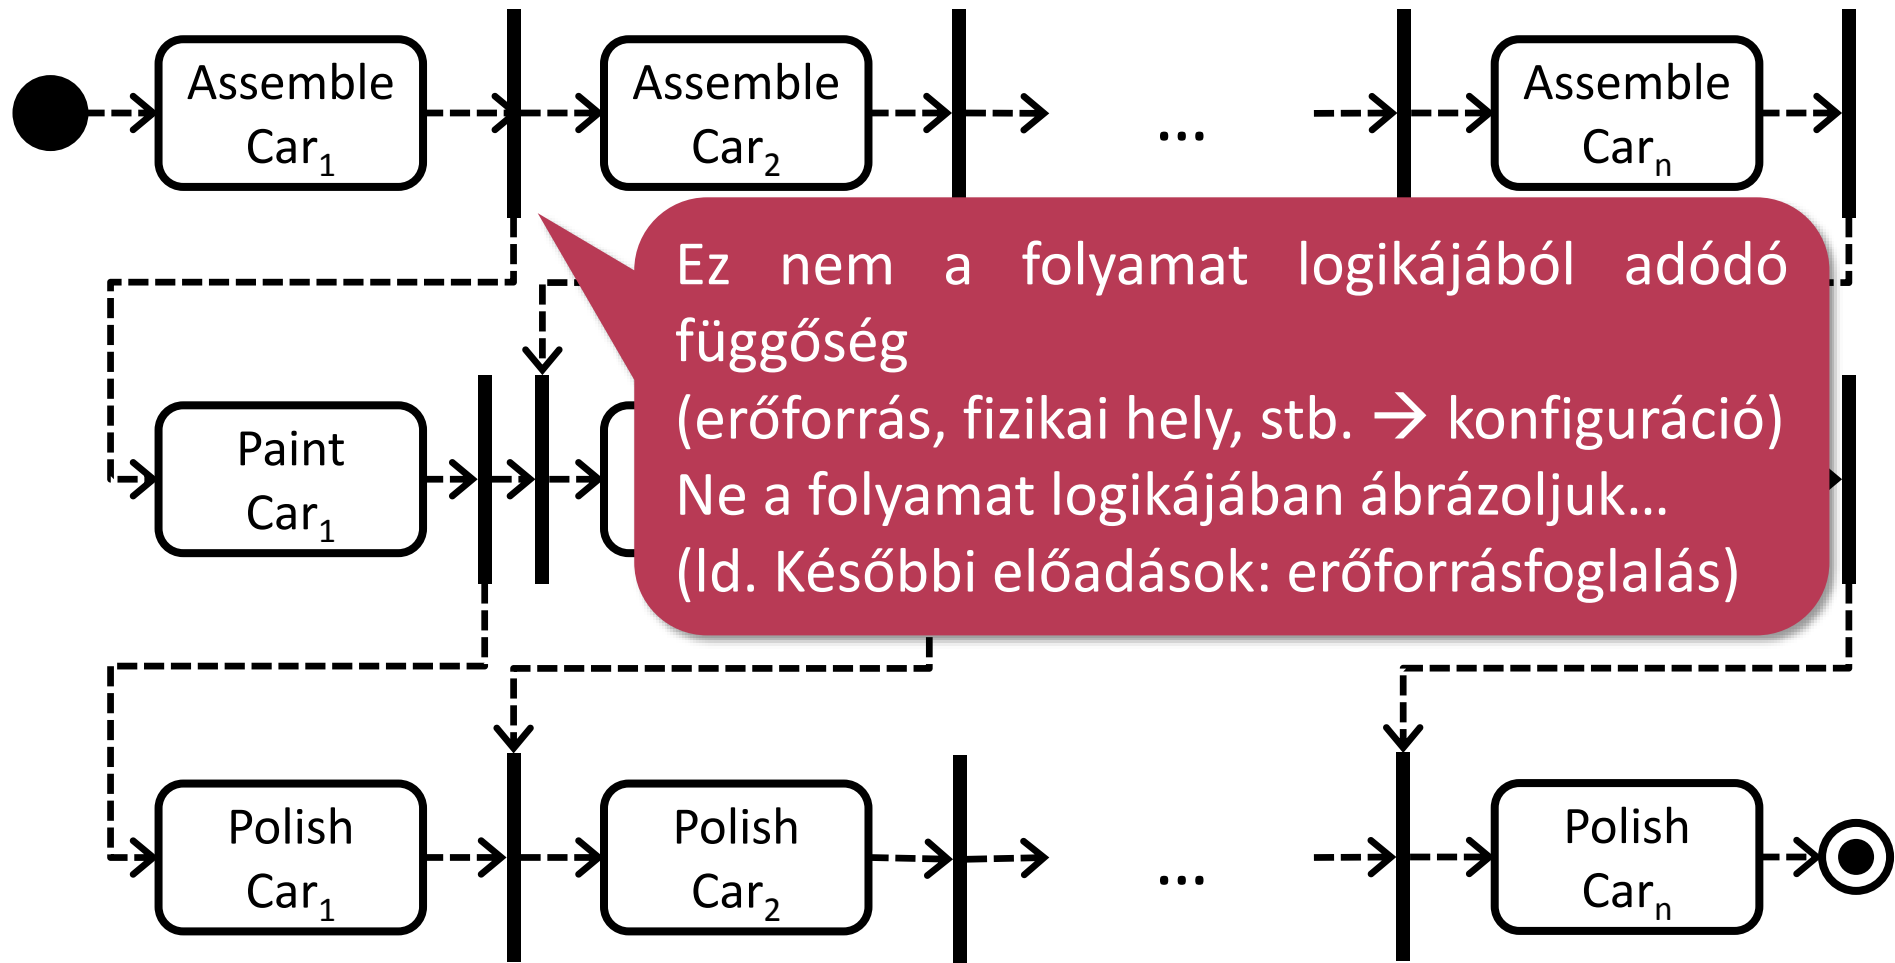 Assemble
Car₁
Assemble
Car₂
...
Assemble
Carₙ
Ez nem a folyamat logikájából adódó
függőség
(erőforrás, fizikai hely, stb. → konfiguráció)
Ne a folyamat logikájában ábrázoljuk…
(ld. Későbbi előadások: erőforrásfoglalás)
Paint
Car₁
Polish
Car₁
Polish
Car₂
...
Polish
Carₙ